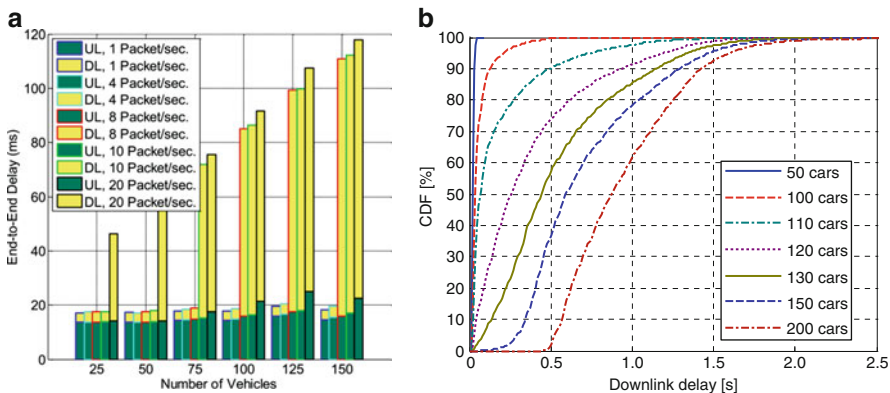 a
End-to-End Delay (ms)
120
100
80
60
40
20
0
UL, 1 Packet/sec.
DL, 1 Packet/sec.
UL, 4 Packet/sec.
DL, 4 Packet/sec.
UL, 8 Packet/sec.
DL, 8 Packet/sec.
UL, 10 Packet/sec.
DL, 10 Packet/sec.
UL, 20 Packet/sec.
DL, 20 Packet/sec.
25 50 75 100 125 150
Number of Vehicles
b
CDF [%]
100
90
80
70
60
50
40
30
20
10
0
50 cars
100 cars
110 cars
120 cars
130 cars
150 cars
200 cars
0 0.5 1.0 1.5 2.0 2.5
Downlink delay [s]